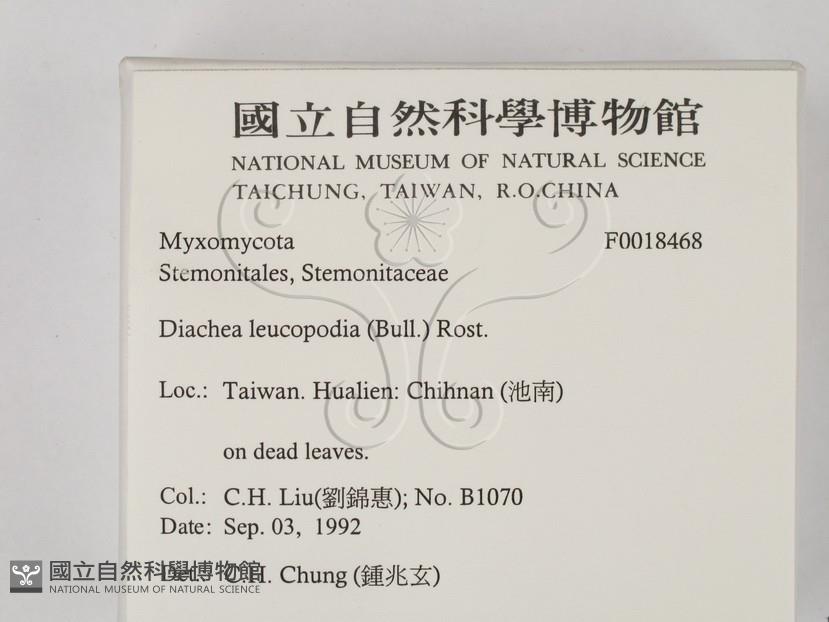 國立自然科學博物館
NATIONAL MUSEUM OF NATURAL SCIENCE
TAICHUNG, TAIWAN, R.O.CHINA
Myxomycota F0018468
Stemonitales, Stemonitaceae
Diachea leucopodia (Bull.) Rost.
Loc.: Taiwan. Hualien: Chihnan (池南)
on dead leaves.
Col.: C.H. Liu(劉錦惠); No. B1070
Date: Sep. 03, 1992
Det.: C.H. Chung (鍾兆玄)
國立自然科學博物館
NATIONAL MUSEUM OF NATURAL SCIENCE